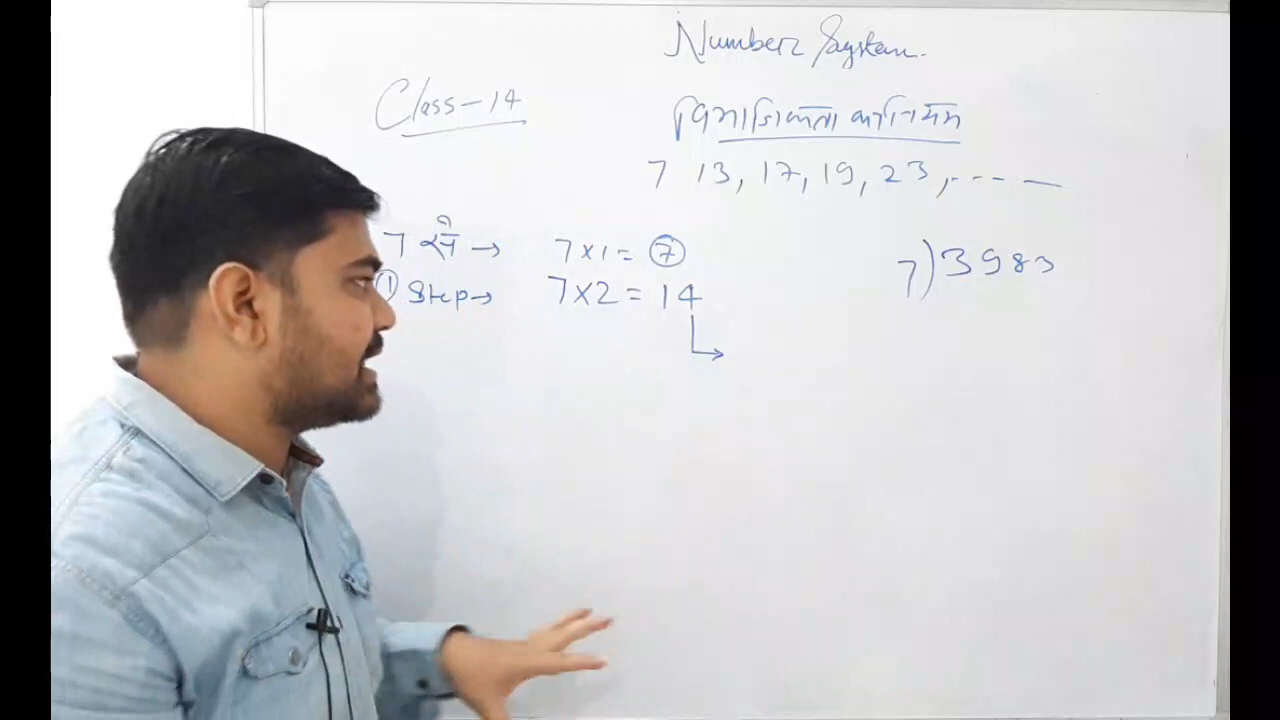 Number System
Class-14
विभाजिकता का नियम
7 13, 17, 19, 23, ----
7 से →
7×1 = 7
7)3983
① Step →
7×2 = 14